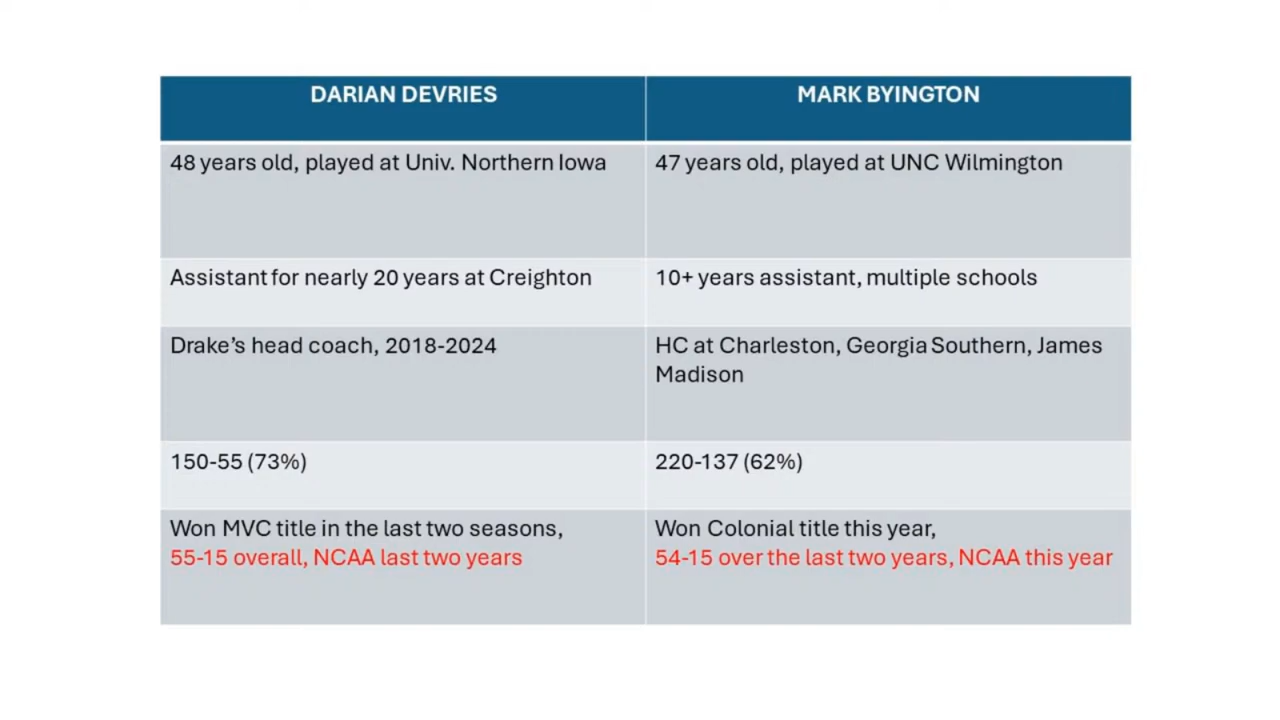 DARIAN DEVRIES
MARK BYINGTON
48 years old, played at Univ. Northern Iowa
47 years old, played at UNC Wilmington
Assistant for nearly 20 years at Creighton
10+ years assistant, multiple schools
Drake's head coach, 2018-2024
HC at Charleston, Georgia Southern, James
Madison
150-55 (73%)
220-137 (62%)
Won MVC title in the last two seasons,
55-15 overall, NCAA last two years
Won Colonial title this year,
54-15 over the last two years, NCAA this year